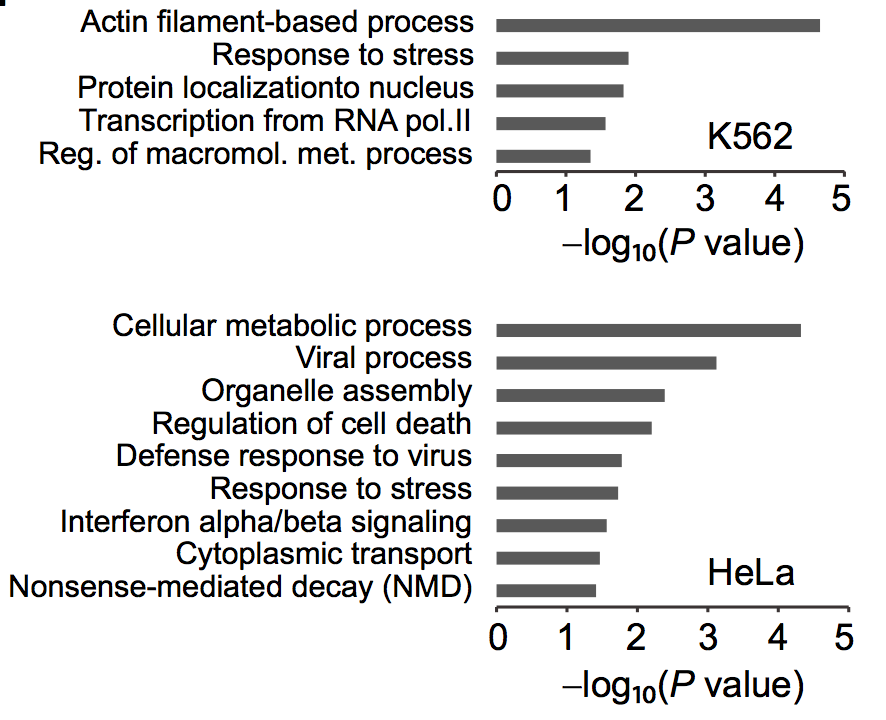 Actin filament-based process
Response to stress
Protein localizationto nucleus
Transcription from RNA pol.II
Reg. of macromol. met. process
K562
0 1 2 3 4 5
–log₁₀(P value)
Cellular metabolic process
Viral process
Organelle assembly
Regulation of cell death
Defense response to virus
Response to stress
Interferon alpha/beta signaling
Cytoplasmic transport
Nonsense-mediated decay (NMD)
HeLa
0 1 2 3 4 5
–log₁₀(P value)